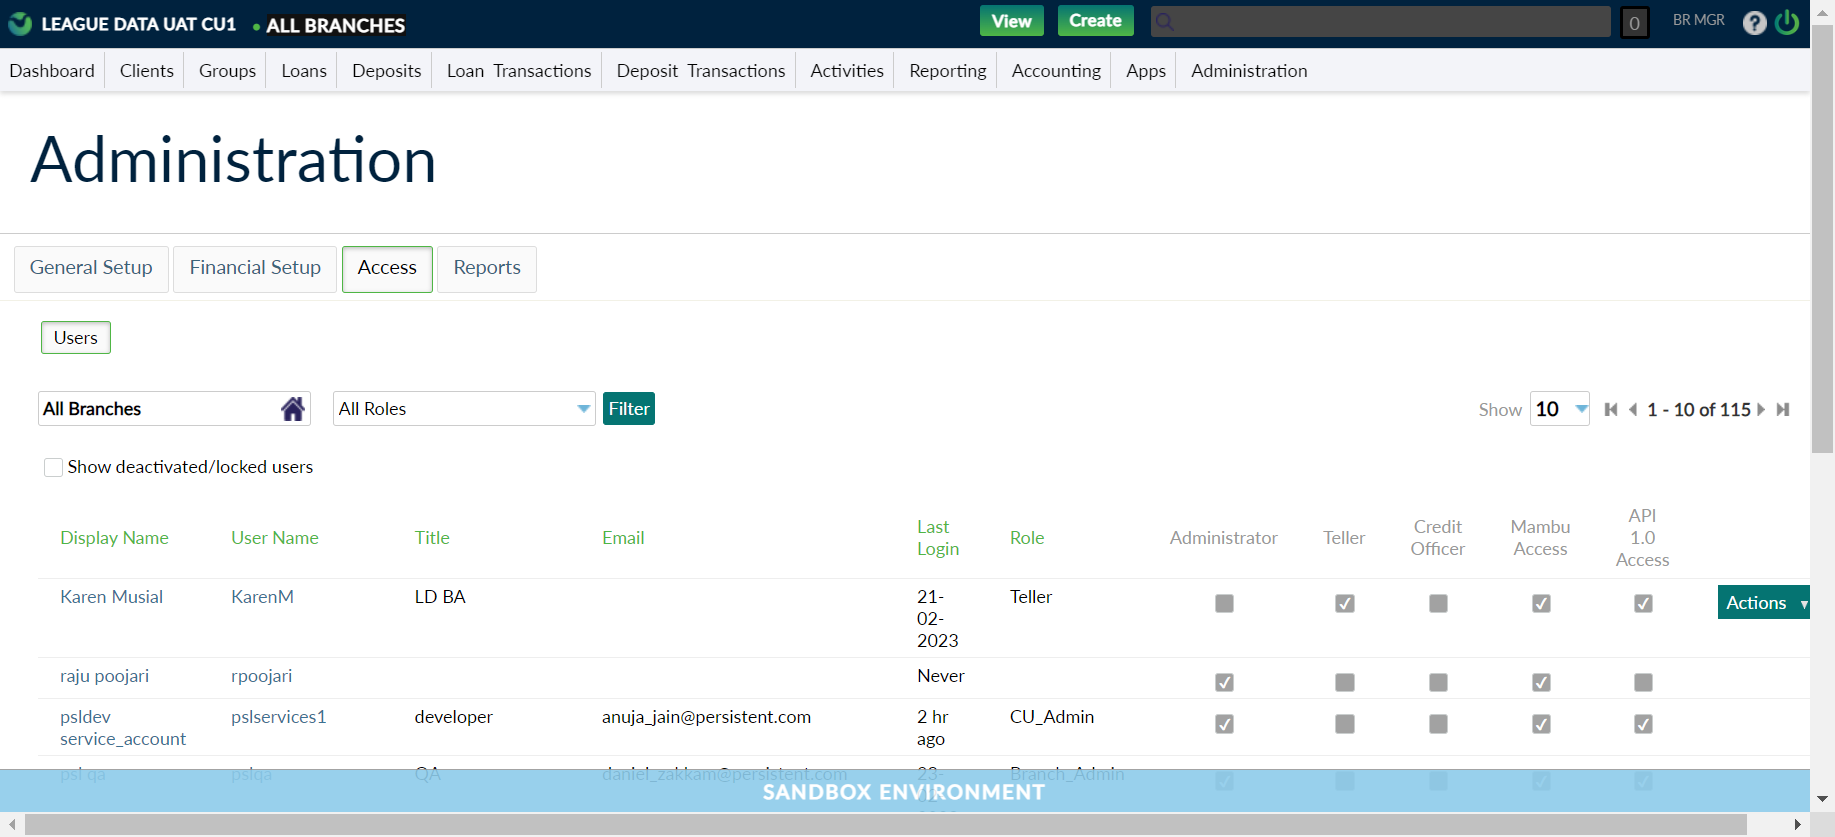 LEAGUE DATA UAT CU1 • ALL BRANCHES View Create 0 BR MGR ?
Dashboard Clients Groups Loans Deposits Loan Transactions Deposit Transactions Activities Reporting Accounting Apps Administration
Administration
General Setup Financial Setup Access Reports
Users
All Branches All Roles Filter Show 10 1 - 10 of 115
Show deactivated/locked users
Display Name User Name Title Email Last Login Role Administrator Teller Credit Officer Mambu Access API 1.0 Access
Karen Musial KarenM LD BA 21-02-2023 Teller Actions
raju poojari rpoojari Never
psldev service_account pslservices1 developer anuja_jain@persistent.com 2 hr ago CU_Admin
psl qa pslqa QA daniel_zakkam@persistent.com 23- Branch_Admin
SANDBOX ENVIRONMENT